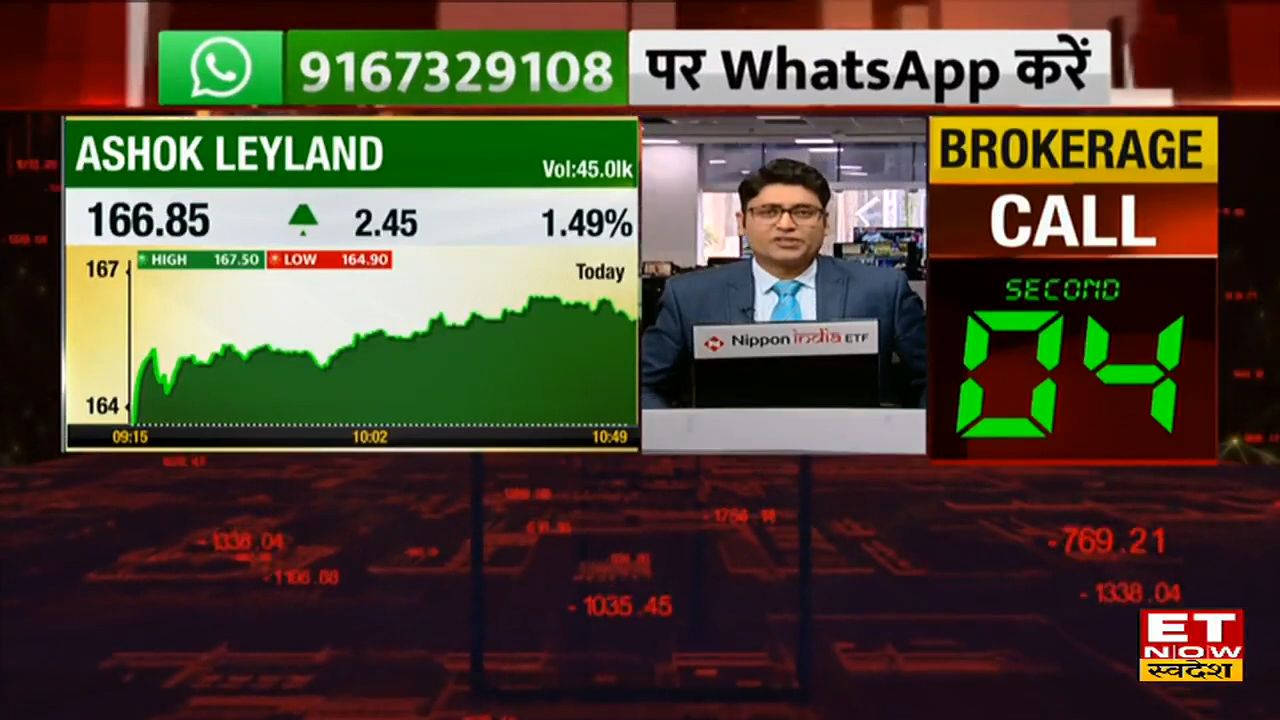 9167329108 पर WhatsApp करें
ASHOK LEYLAND
Vol:45.0lk
166.85 2.45 1.49%
HIGH 167.50 LOW 164.90
Today
167
164
09:15 10:02 10:49
Nippon india ETF
BROKERAGE
CALL
SECOND
04
-1338.04
-1035.45
-769.21
-1338.04
ET
NOW
स्वदेश